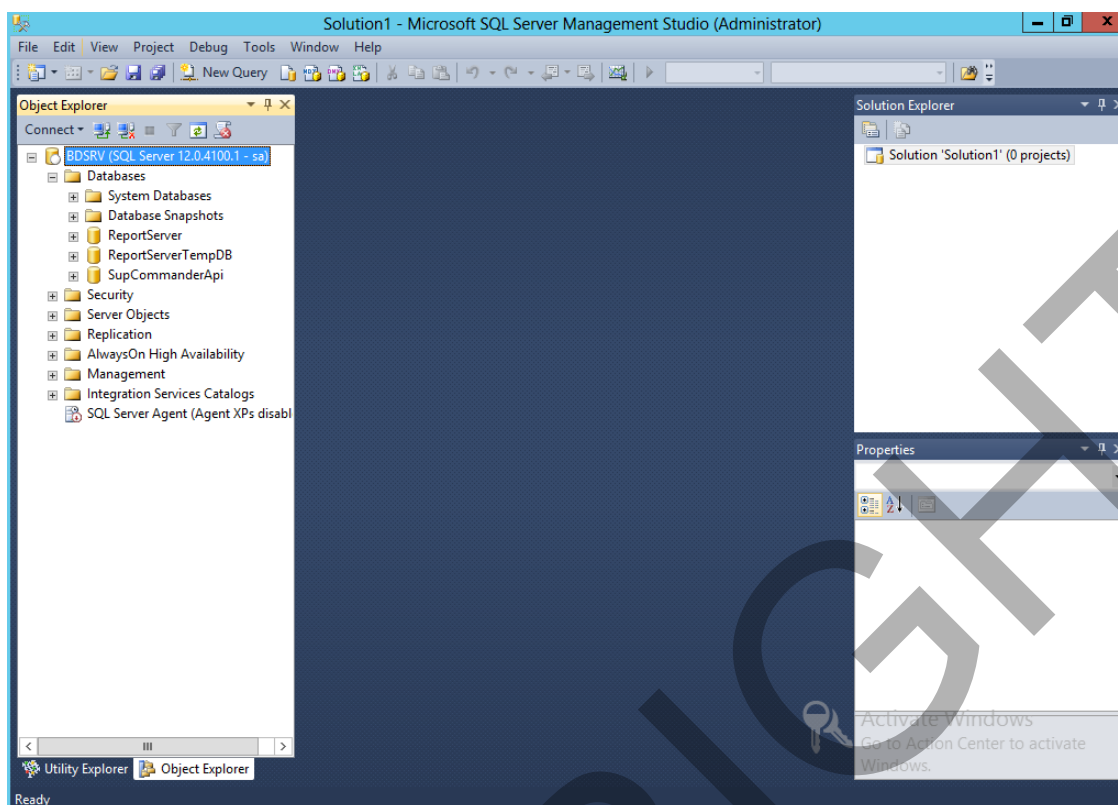 Solution1 - Microsoft SQL Server Management Studio (Administrator)
File Edit View Project Debug Tools Window Help
New Query
Object Explorer
Connect
BDSRV (SQL Server 12.0.4100.1 - sa)
Databases
System Databases
Database Snapshots
ReportServer
ReportServerTempDB
SupCommanderApi
Security
Server Objects
Replication
AlwaysOn High Availability
Management
Integration Services Catalogs
SQL Server Agent (Agent XPs disabl
Utility Explorer Object Explorer
Ready
Solution Explorer
Solution 'Solution1' (0 projects)
Properties
Activate Windows
Go to Action Center to activate
Windows.